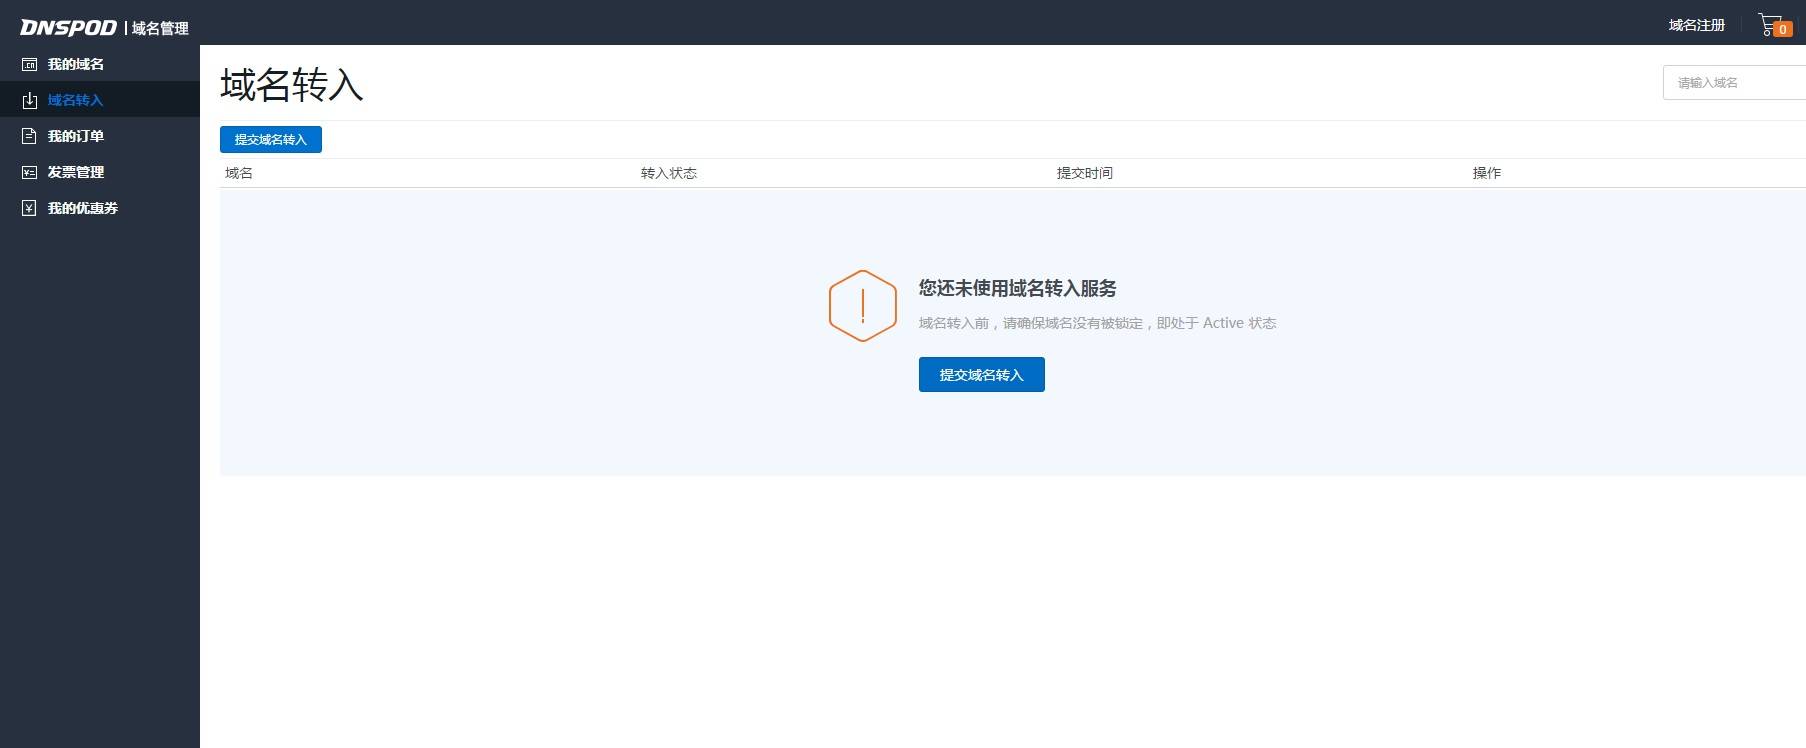 DNSPOD | 域名管理
域名注册
0
我的域名
域名转入
我的订单
发票管理
我的优惠券
域名转入
请输入域名
提交域名转入
域名 转入状态 提交时间 操作
您还未使用域名转入服务
域名转入前，请确保域名没有被锁定，即处于 Active 状态
提交域名转入